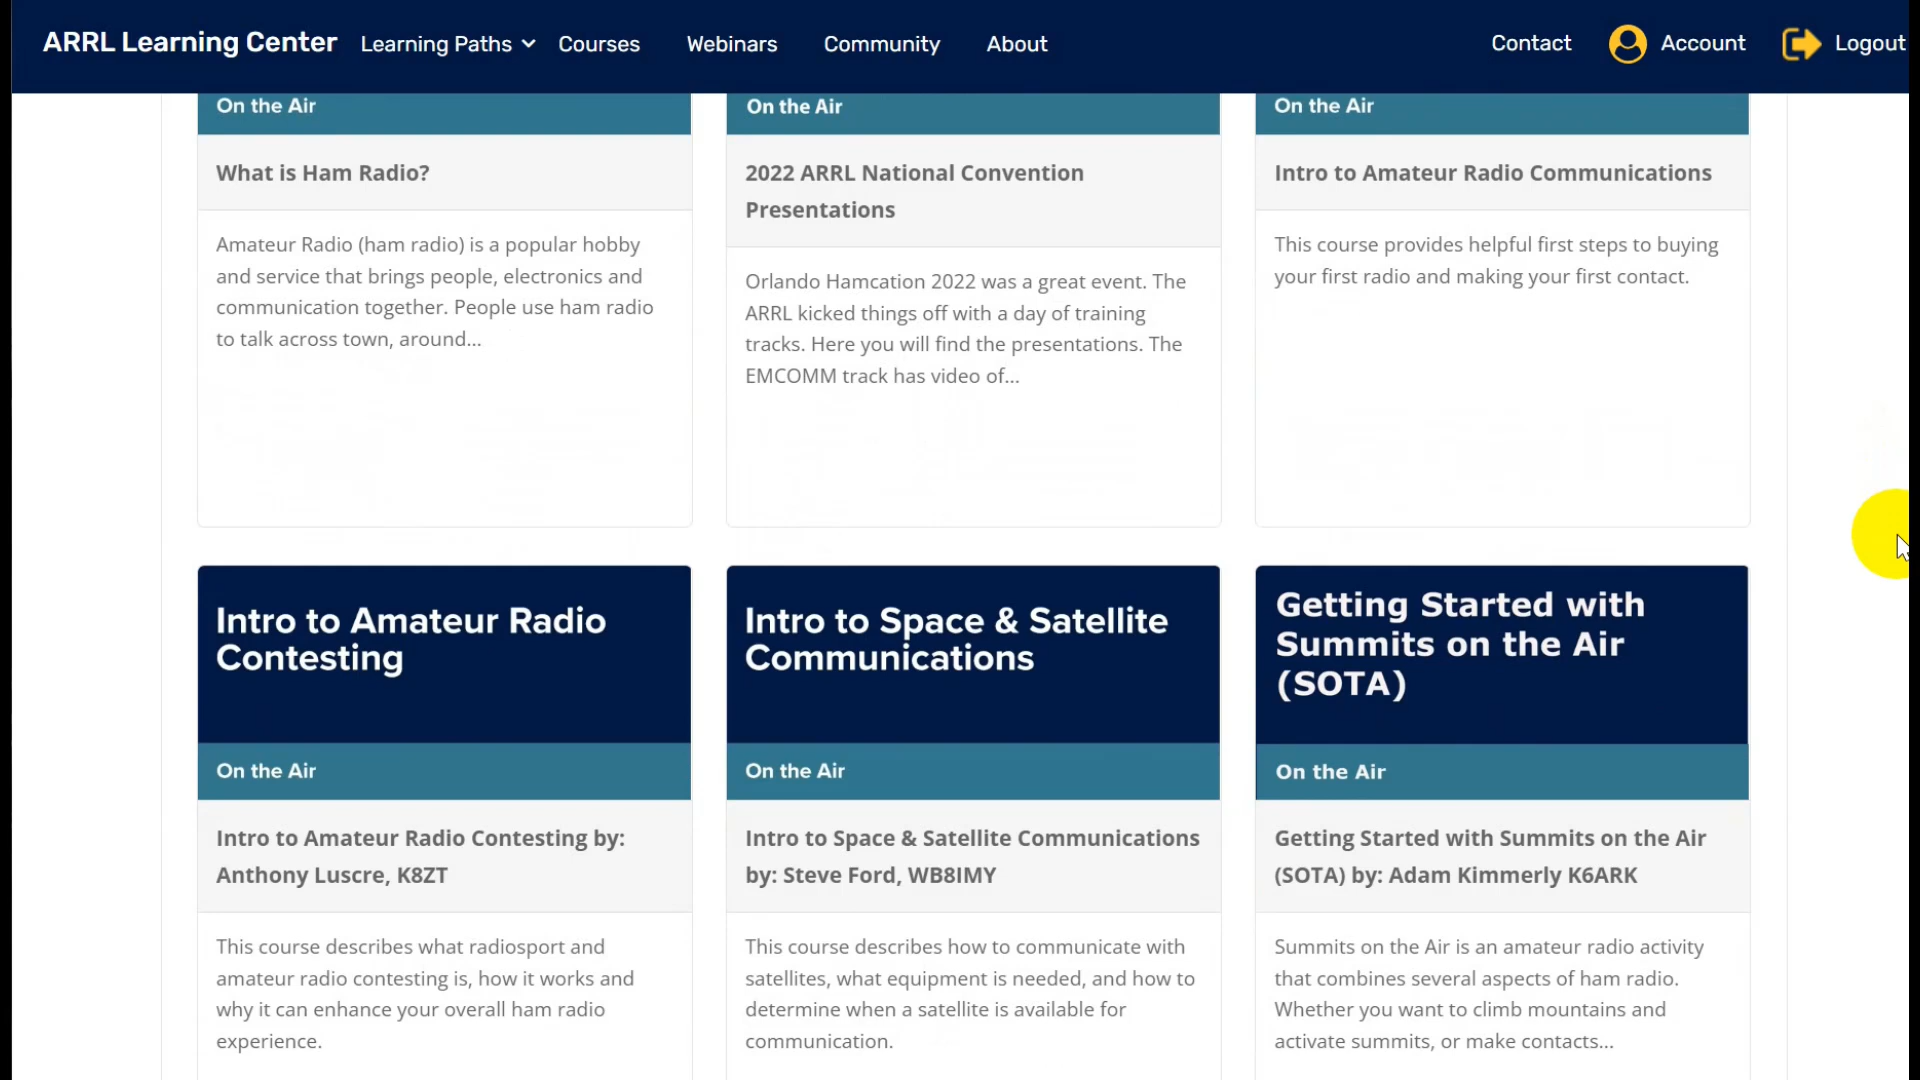 ARRL Learning Center Learning Paths Courses Webinars Community About Contact Account Logout
On the Air
What is Ham Radio?
Amateur Radio (ham radio) is a popular hobby
and service that brings people, electronics and
communication together. People use ham radio
to talk across town, around...
On the Air
2022 ARRL National Convention
Presentations
Orlando Hamcation 2022 was a great event. The
ARRL kicked things off with a day of training
tracks. Here you will find the presentations. The
EMCOMM track has video of...
On the Air
Intro to Amateur Radio Communications
This course provides helpful first steps to buying
your first radio and making your first contact.
Intro to Amateur Radio
Contesting
On the Air
Intro to Amateur Radio Contesting by:
Anthony Luscre, K8ZT
This course describes what radiosport and
amateur radio contesting is, how it works and
why it can enhance your overall ham radio
experience.
Intro to Space & Satellite
Communications
On the Air
Intro to Space & Satellite Communications
by: Steve Ford, WB8IMY
This course describes how to communicate with
satellites, what equipment is needed, and how to
determine when a satellite is available for
communication.
Getting Started with
Summits on the Air
(SOTA)
On the Air
Getting Started with Summits on the Air
(SOTA) by: Adam Kimmerly K6ARK
Summits on the Air is an amateur radio activity
that combines several aspects of ham radio.
Whether you want to climb mountains and
activate summits, or make contacts...